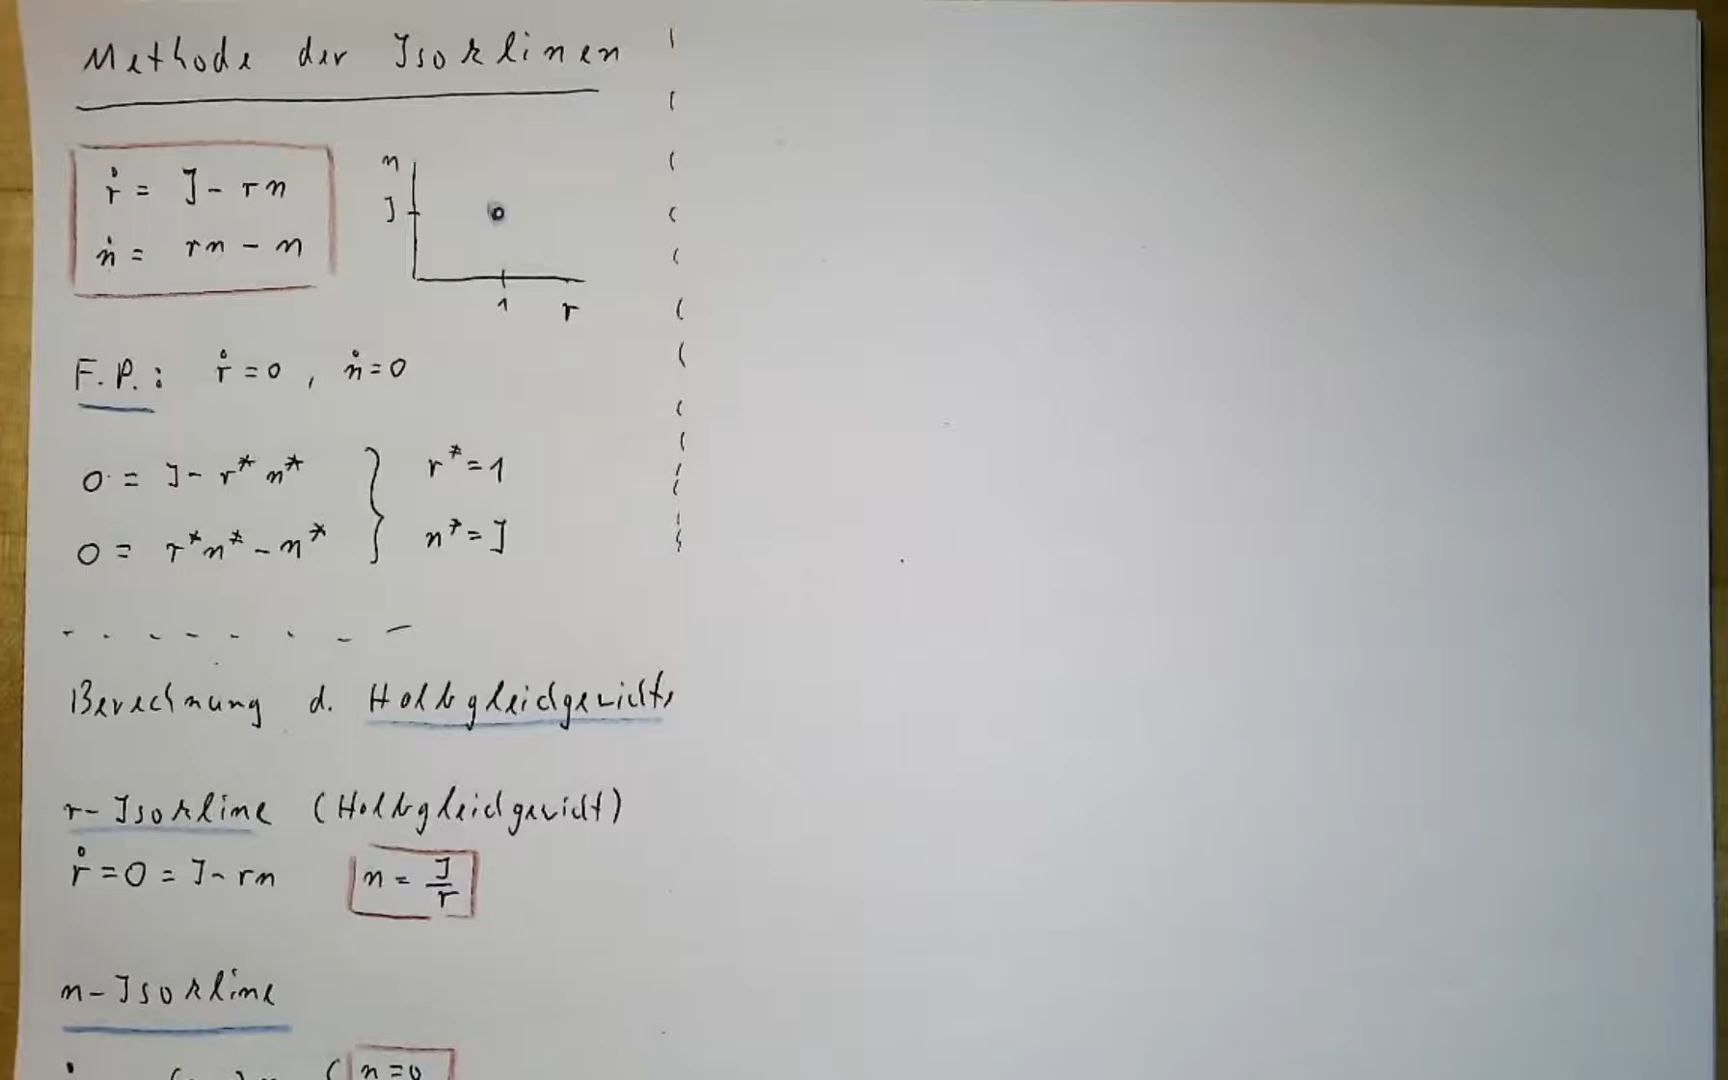 Methode der Isoklinen
ṙ = J - rn
ṅ = rn - n
n
J
1
r
F.P.: ṙ = 0, ṅ = 0
0 = J - r* n*
0 = r* n* - n*
r* = 1
n* = J
Berechnung d. Halbgleichgewichts
r-Isokline (Halbgleichgewicht)
ṙ = 0 = J - rn
n = J/r
n-Isokline
n = 0